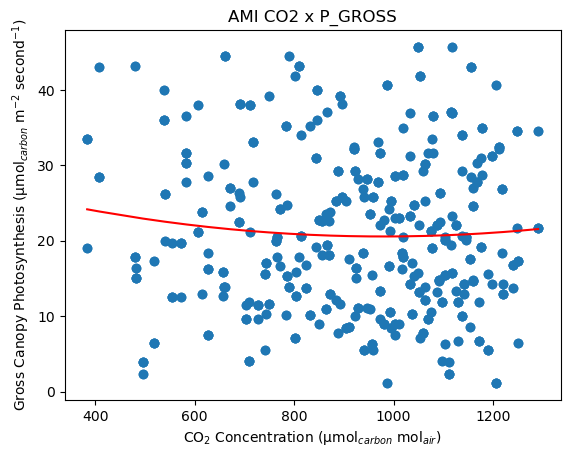 AMI CO2 x P_GROSS
Gross Canopy Photosynthesis (μmol_carbon m⁻² second⁻¹)
40
30
20
10
0
400 600 800 1000 1200
CO₂ Concentration (μmol_carbon mol_air)